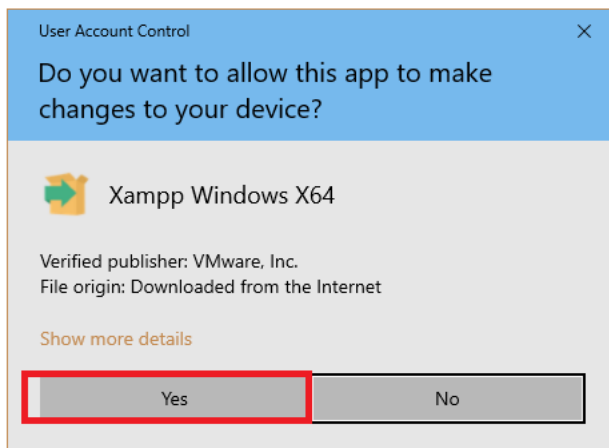 User Account Control
Do you want to allow this app to make
changes to your device?
Xampp Windows X64
Verified publisher: VMware, Inc.
File origin: Downloaded from the Internet
Show more details
Yes
No